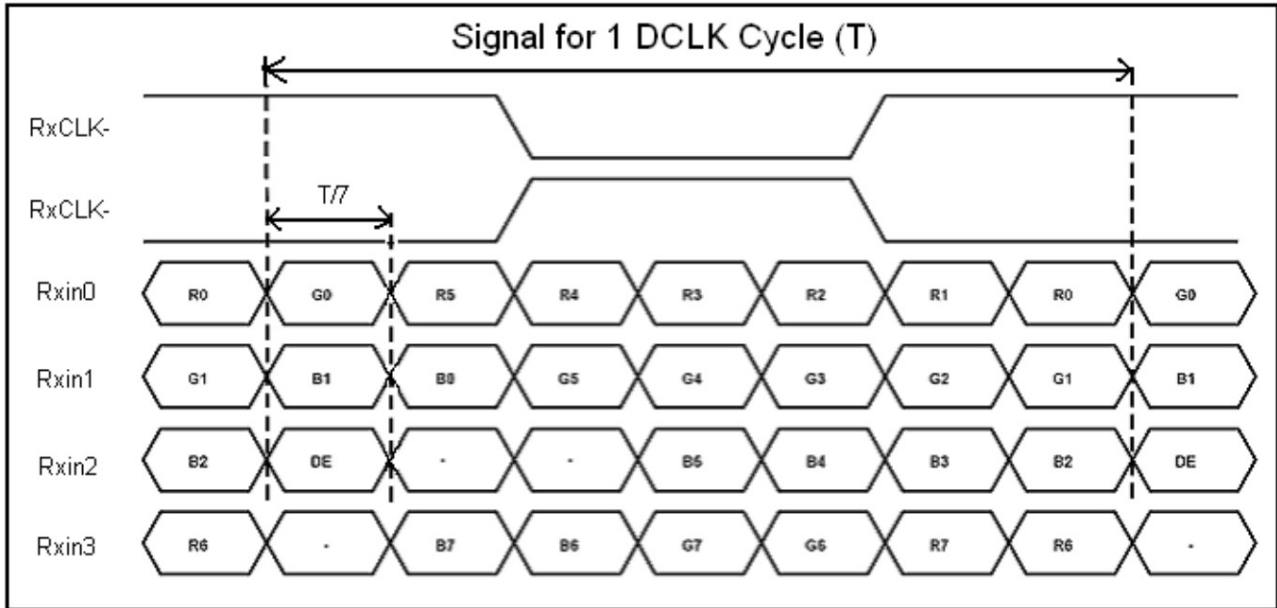 Signal for 1 DCLK Cycle (T)
RxCLK-
T/7
RxCLK-
Rxin0 R0 G0 R5 R4 R3 R2 R1 R0 G0
Rxin1 G1 B1 B0 G5 G4 G3 G2 G1 B1
Rxin2 B2 DE - - B5 B4 B3 B2 DE
Rxin3 R6 - B7 B6 G7 G6 R7 R6 -